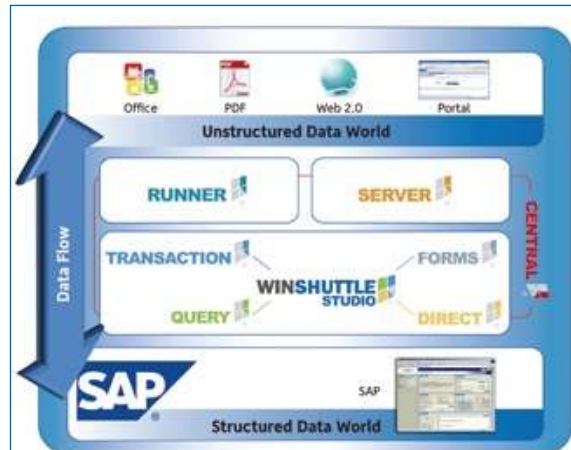 PDF
Office PDF Web 2.0 Portal
Unstructured Data World
RUNNER SERVER
CENTRAL
Data Flow
TRANSACTION FORMS
WINSHUTTLE
STUDIO
QUERY DIRECT
SAP ®
SAP
Structured Data World